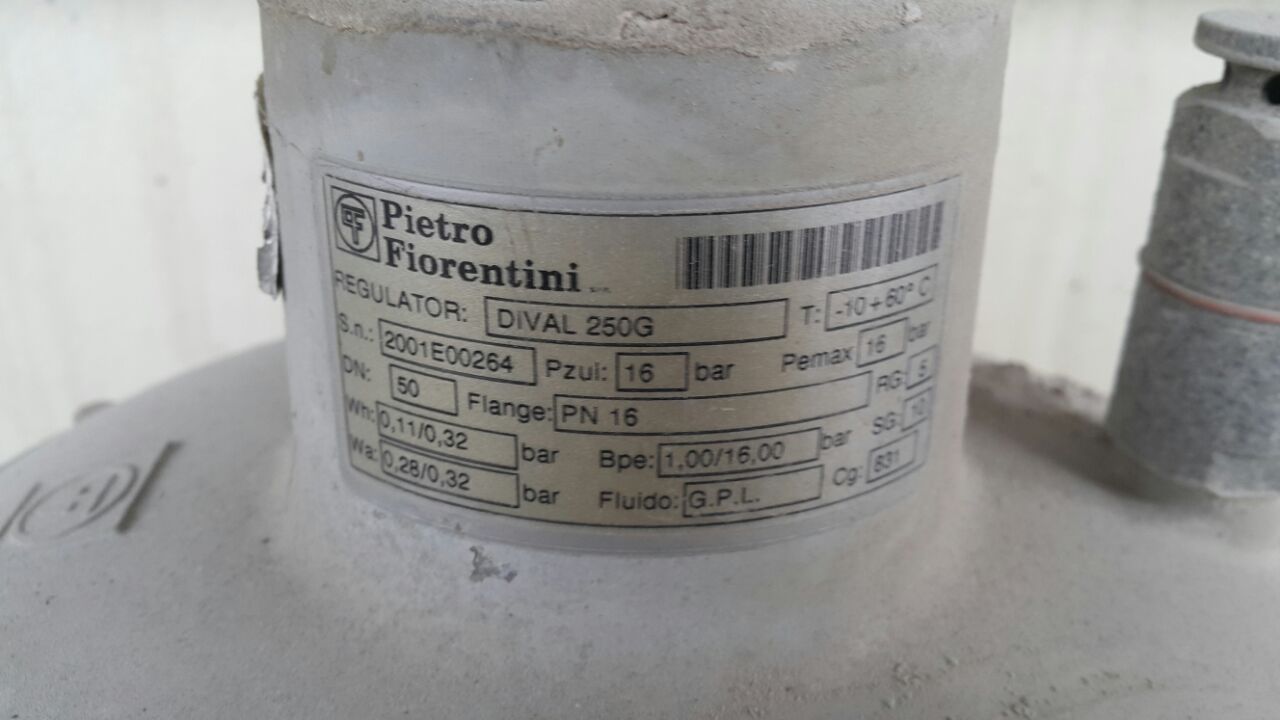 Pietro
Fiorentini
REGULATOR: DIVAL 250G T: -10+60° C
S.n.: 2001E00264 Pzul: 16 bar Pemax 16 bar
DN: 50 Flange: PN 16 RG: 5
Wh: 0,11/0,32 bar Bpe: 1,00/16,00 bar SG: 10
Wa: 0,28/0,32 bar Fluido: G.P.L. Cg: 831